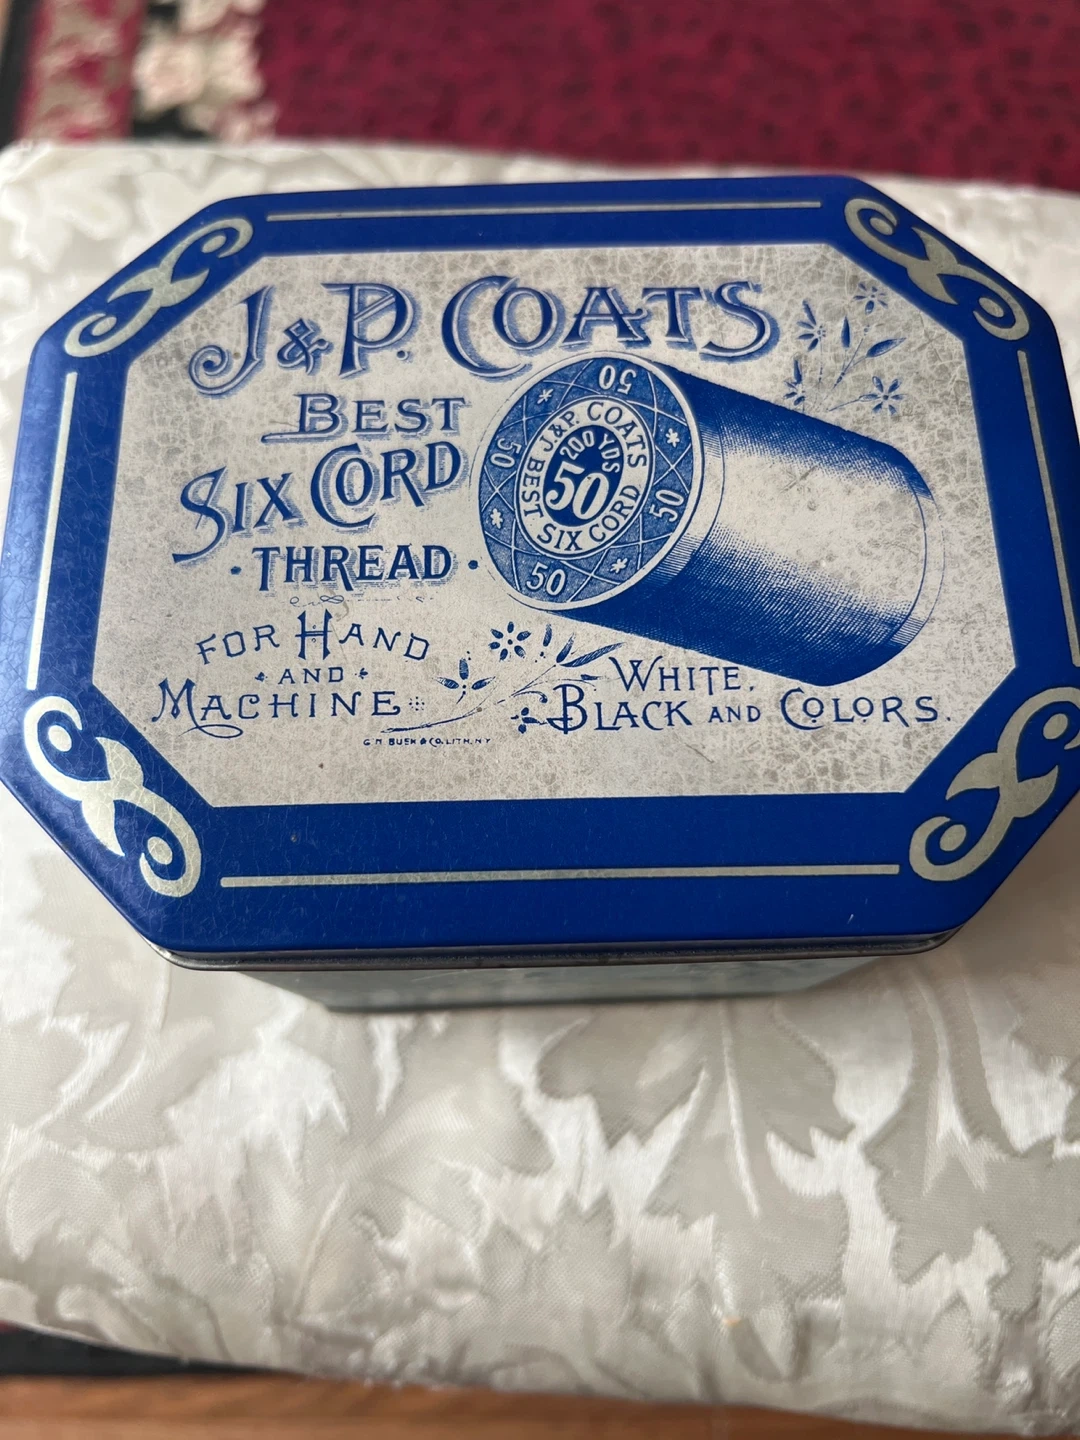 J. & P. COATS
BEST
SIX CORD
· THREAD ·
FOR HAND
· AND ·
MACHINE
WHITE,
BLACK AND COLORS.
J. & P. COATS
BEST SIX CORD
200 YDS
50
50
50
50
50
G.H. BUEK & CO. LITH. N.Y.